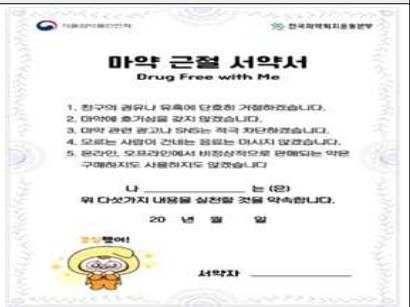 식품의약품안전처
한국마약퇴치운동본부
마약 근절 서약서
Drug Free with Me
1. 친구의 권유나 유혹에 단호히 거절하겠습니다.
2. 마약에 호기심을 갖지 않겠습니다.
3. 마약 관련 광고나 SNS는 적극 차단하겠습니다.
4. 모르는 사람이 건네는 음료는 마시지 않겠습니다.
5. 온라인, 오프라인에서 비정상적으로 판매되는 약은
구매하지도 사용하지도 않겠습니다
나 ____________ 는 (은)
위 다섯가지 내용을 실천할 것을 약속합니다.
20 년 월 일
했어!
서약자 ____________